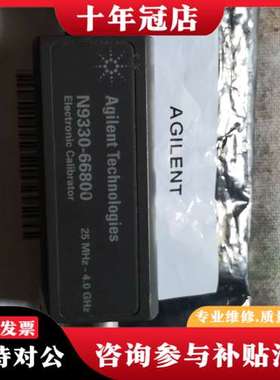 十年冠店
Agilent Technologies
N9330-66800
Electronic Calibrator
25 MHz - 4.0 GHz
AGILENT
发票
专业维修,质
持对公
咨询参与补贴活